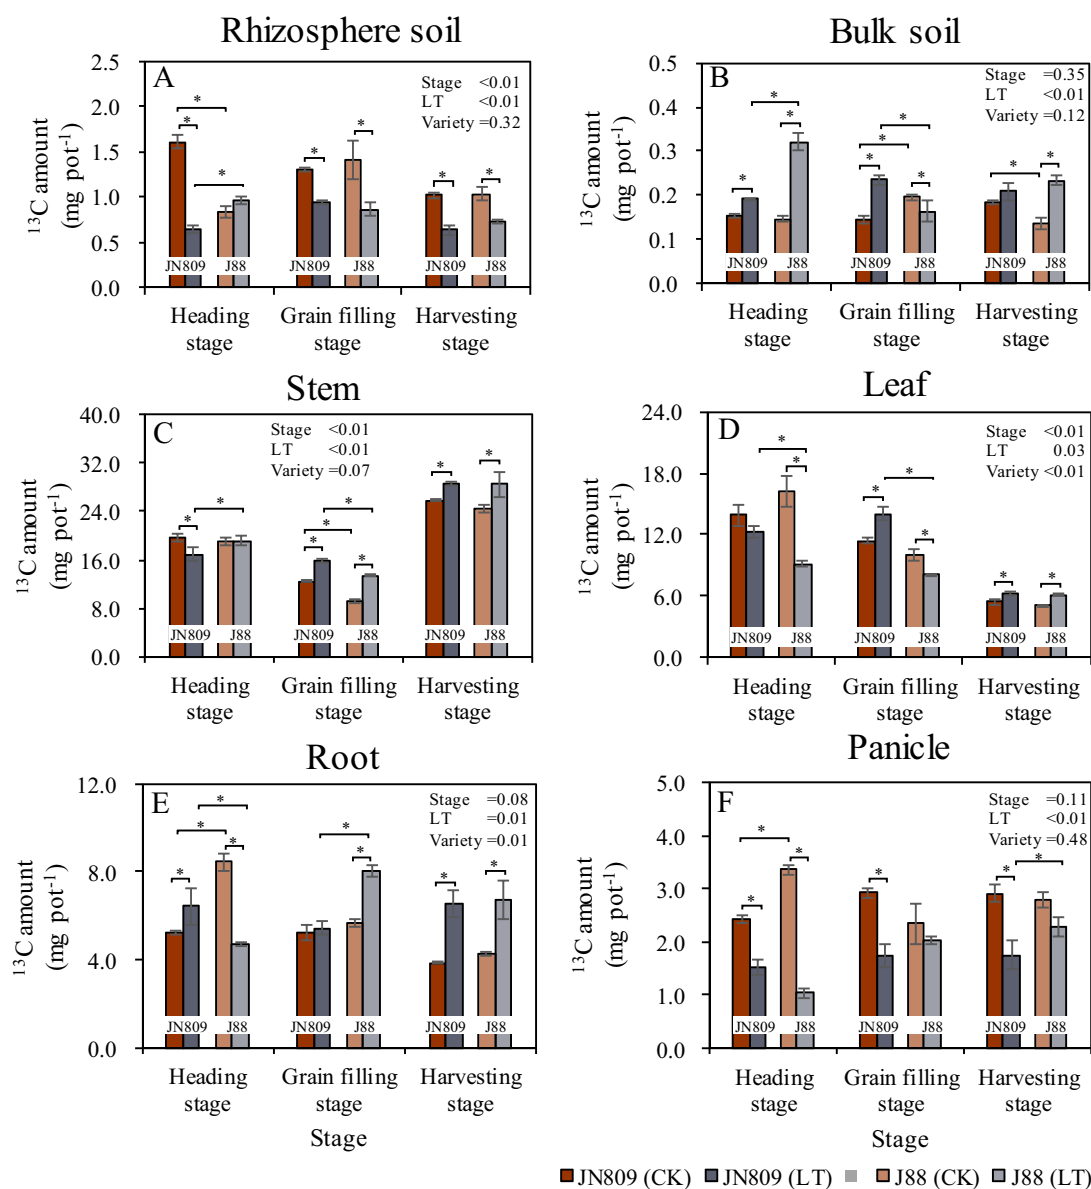 Rhizosphere soil
A
Stage <0.01
LT <0.01
Variety =0.32
¹³C amount
(mg pot⁻¹)
2.5
2.0
1.5
1.0
0.5
0.0
* * * * * * * *
JN809 J88 JN809 J88 JN809 J88
Heading stage
Grain filling stage
Harvesting stage
Bulk soil
B
Stage =0.35
LT <0.01
Variety =0.12
¹³C amount
(mg pot⁻¹)
0.5
0.4
0.3
0.2
0.1
0.0
* * * * * * * * * *
JN809 J88 JN809 J88 JN809 J88
Heading stage
Grain filling stage
Harvesting stage
Stem
C
Stage <0.01
LT <0.01
Variety =0.07
¹³C amount
(mg pot⁻¹)
40.0
32.0
24.0
16.0
8.0
0.0
* * * * * * * *
JN809 J88 JN809 J88 JN809 J88
Heading stage
Grain filling stage
Harvesting stage
Leaf
D
Stage <0.01
LT 0.03
Variety <0.01
¹³C amount
(mg pot⁻¹)
24.0
18.0
12.0
6.0
0.0
* * * * * * *
JN809 J88 JN809 J88 JN809 J88
Heading stage
Grain filling stage
Harvesting stage
Root
E
Stage =0.08
LT =0.01
Variety =0.01
¹³C amount
(mg pot⁻¹)
12.0
8.0
4.0
0.0
* * * * * * * *
JN809 J88
Heading stage
Grain filling stage
Harvesting stage
Stage
Panicle
F
Stage =0.11
LT <0.01
Variety =0.48
¹³C amount
(mg pot⁻¹)
5.0
4.0
3.0
2.0
1.0
0.0
* * * * * *
JN809 J88 JN809 J88 JN809 J88
Heading stage
Grain filling stage
Harvesting stage
Stage
JN809 (CK) JN809 (LT) J88 (CK) J88 (LT)